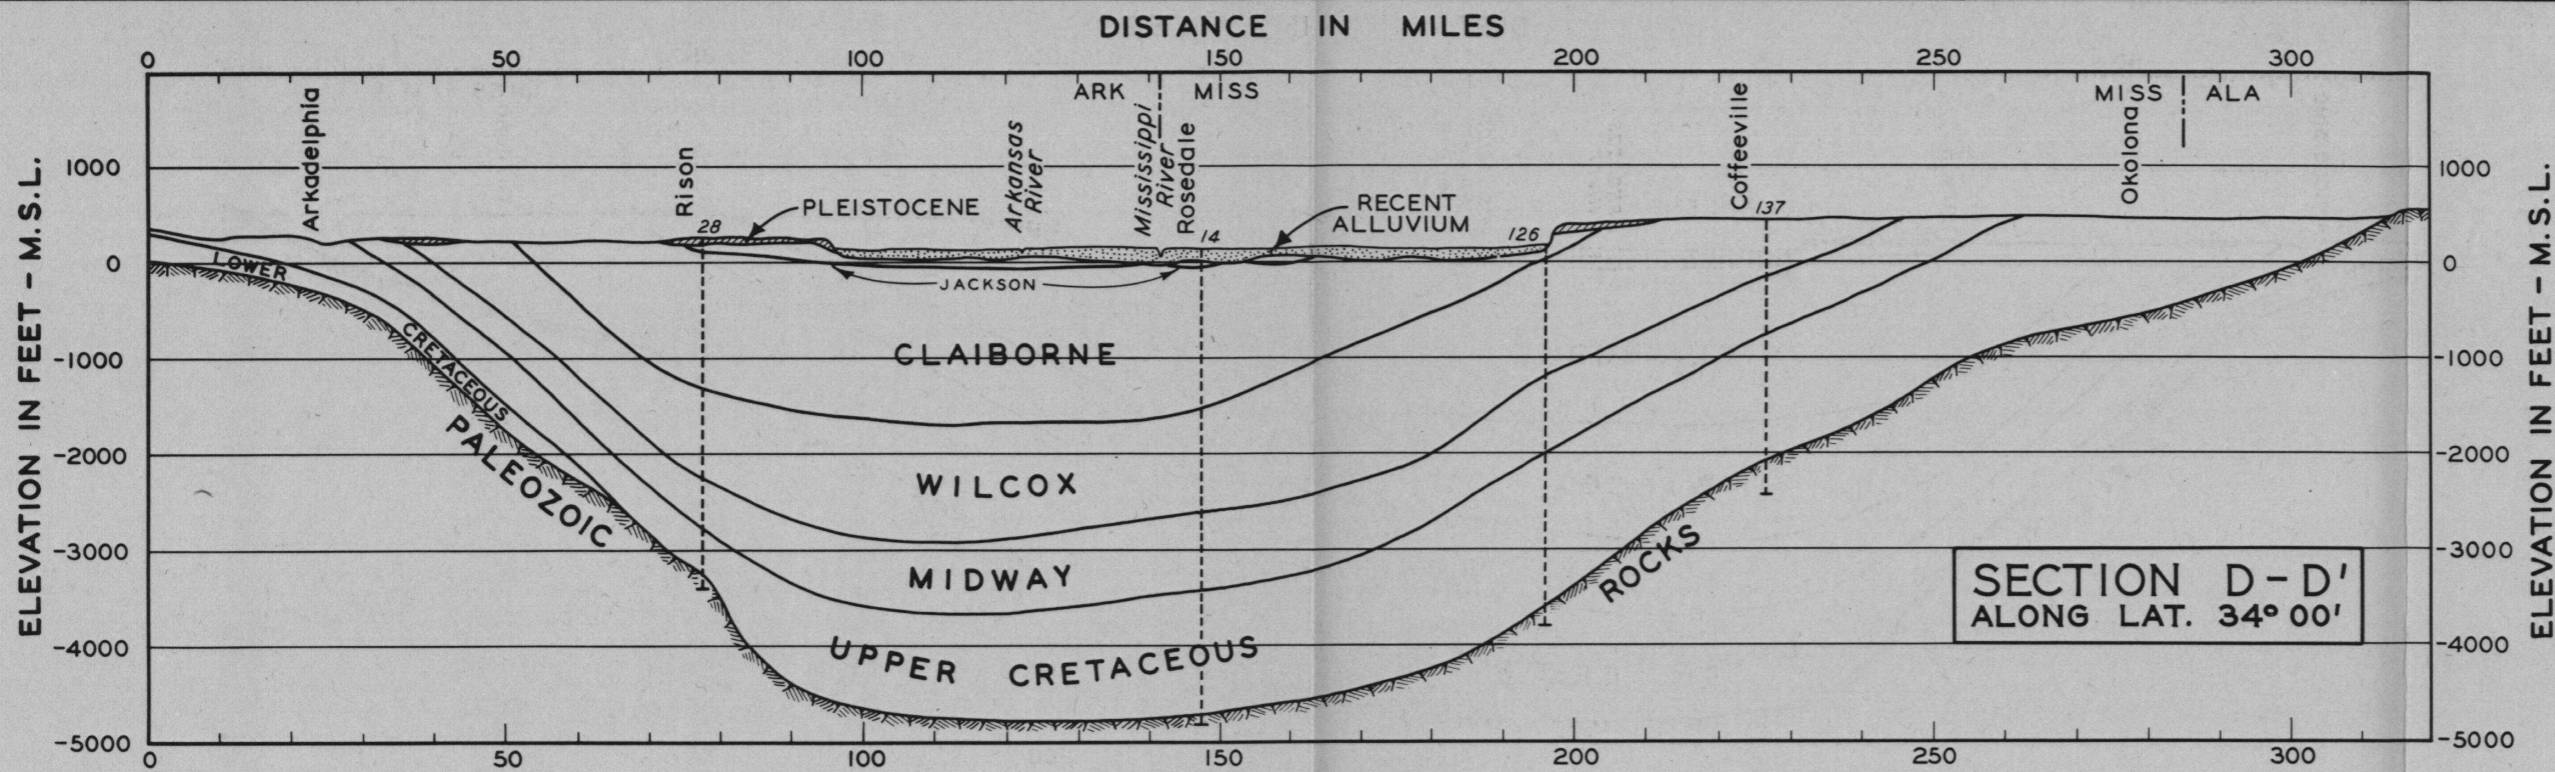 DISTANCE IN MILES
0 50 100 150 200 250 300
ARK MISS
MISS ALA
ELEVATION IN FEET - M.S.L.
1000
0
-1000
-2000
-3000
-4000
-5000
Arkadelphia
Rison
28
PLEISTOCENE
Arkansas
River
Mississippi
River
Rosedale
14
RECENT
ALLUVIUM
126
Coffeeville
137
Okolona
LOWER
CRETACEOUS
JACKSON
CLAIBORNE
WILCOX
MIDWAY
UPPER CRETACEOUS
PALEOZOIC
ROCKS
SECTION D-D'
ALONG LAT. 34° 00'
1000
0
-1000
-2000
-3000
-4000
-5000
ELEVATION IN FEET - M.S.L.
0 50 100 150 200 250 300